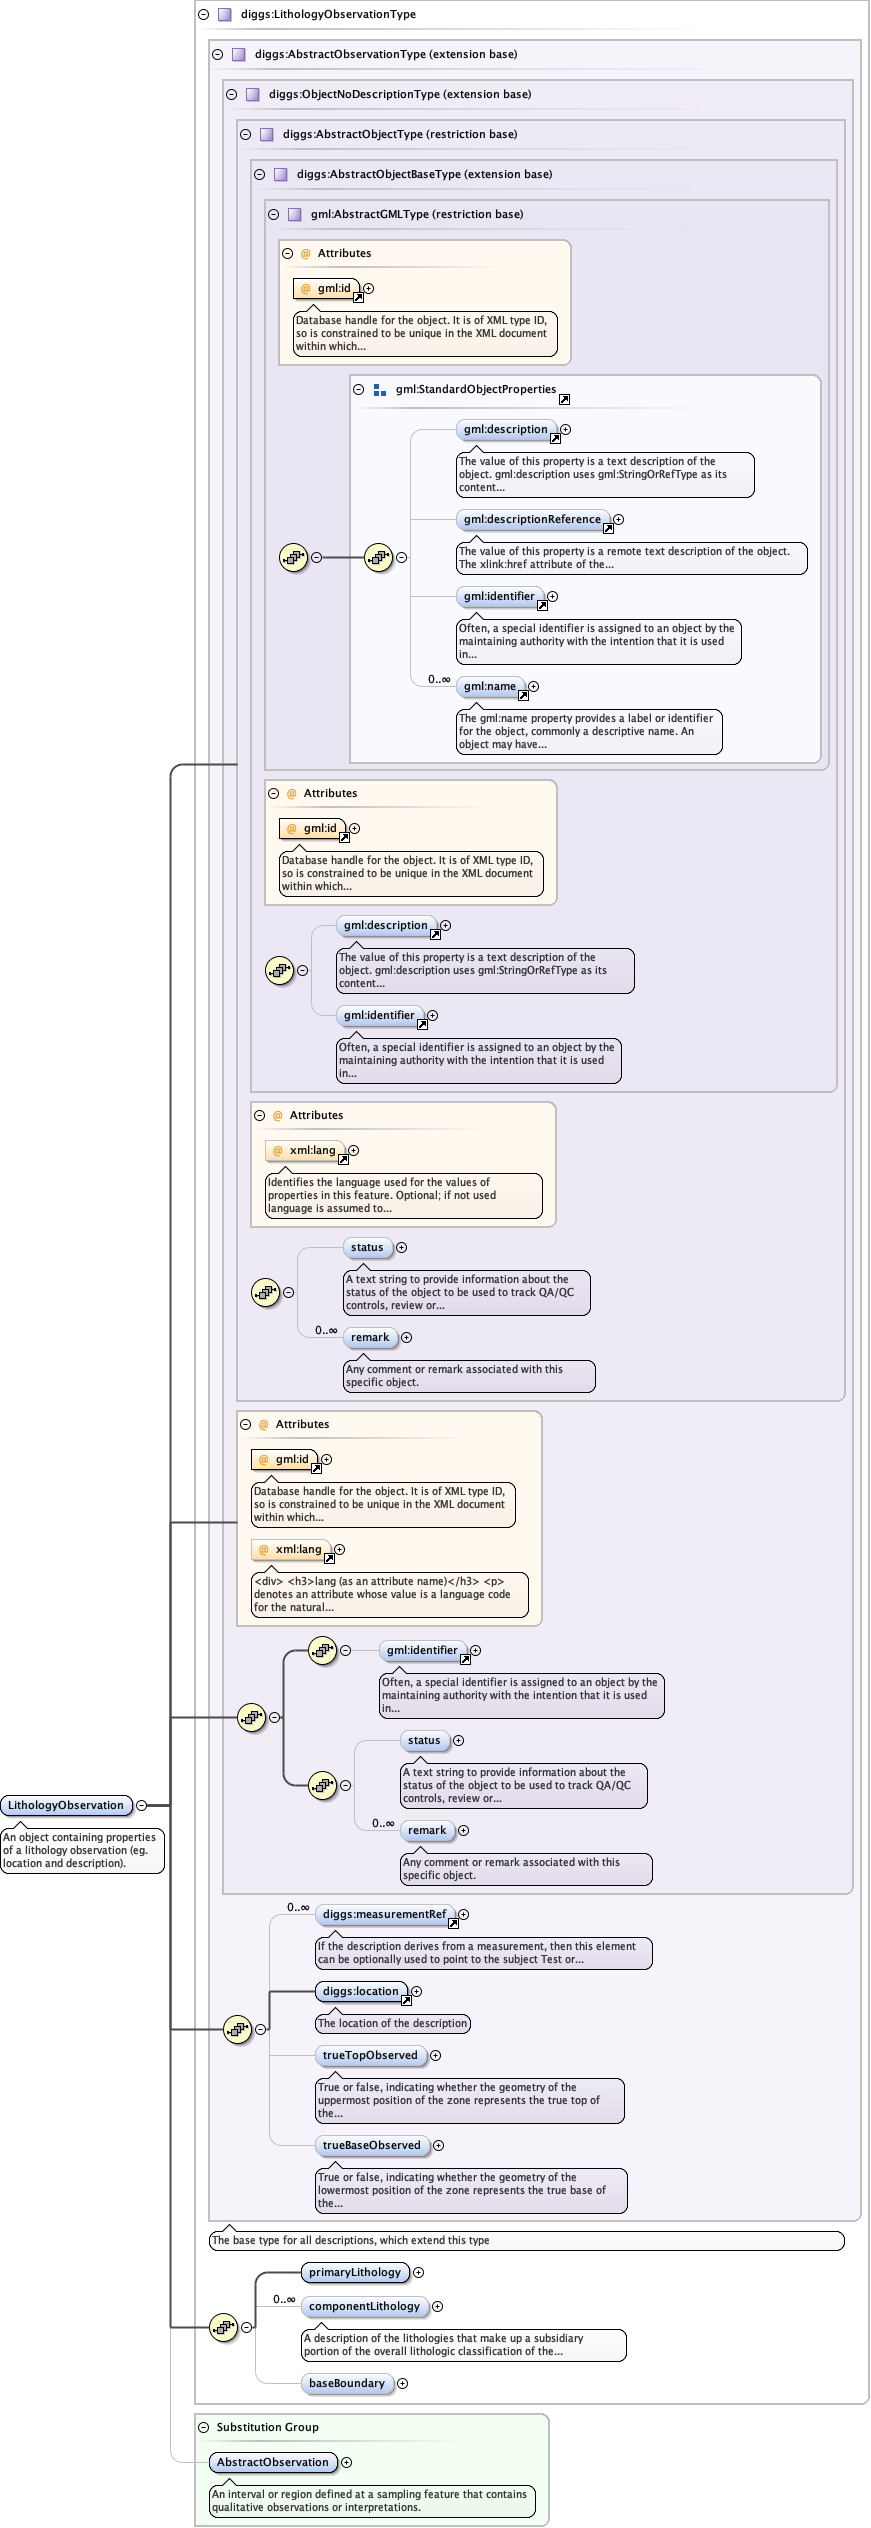 diggs:LithologyObservationType
diggs:AbstractObservationType (extension base)
diggs:ObjectNoDescriptionType (extension base)
diggs:AbstractObjectType (restriction base)
diggs:AbstractObjectBaseType (extension base)
gml:AbstractGMLType (restriction base)
@ Attributes
@ gml:id
Database handle for the object. It is of XML type ID,
so is constrained to be unique in the XML document
within which...
gml:StandardObjectProperties
gml:description
The value of this property is a text description of the
object. gml:description uses gml:StringOrRefType as its
content...
gml:descriptionReference
The value of this property is a remote text description of the object.
The xlink:href attribute of the...
gml:identifier
Often, a special identifier is assigned to an object by the
maintaining authority with the intention that it is used
in...
0..∞
gml:name
The gml:name property provides a label or identifier
for the object, commonly a descriptive name. An
object may have...
@ Attributes
@ gml:id
Database handle for the object. It is of XML type ID,
so is constrained to be unique in the XML document
within which...
gml:description
The value of this property is a text description of the
object. gml:description uses gml:StringOrRefType as its
content...
gml:identifier
Often, a special identifier is assigned to an object by the
maintaining authority with the intention that it is used
in...
@ Attributes
@ xml:lang
Identifies the language used for the values of
properties in this feature. Optional; if not used
language is assumed to...
status
A text string to provide information about the
status of the object to be used to track QA/QC
controls, review or...
0..∞
remark
Any comment or remark associated with this
specific object.
@ Attributes
@ gml:id
Database handle for the object. It is of XML type ID,
so is constrained to be unique in the XML document
within which...
@ xml:lang
<div> <h3>lang (as an attribute name)</h3> <p>
denotes an attribute whose value is a language code
for the natural...
gml:identifier
Often, a special identifier is assigned to an object by the
maintaining authority with the intention that it is used
in...
status
A text string to provide information about the
status of the object to be used to track QA/QC
controls, review or...
0..∞
remark
Any comment or remark associated with this
specific object.
LithologyObservation
An object containing properties
of a lithology observation (eg.
location and description).
0..∞
diggs:measurementRef
If the description derives from a measurement, then this element
can be optionally used to point to the subject Test or...
diggs:location
The location of the description
trueTopObserved
True or false, indicating whether the geometry of the
uppermost position of the zone represents the true top of
the...
trueBaseObserved
True or false, indicating whether the geometry of the
lowermost position of the zone represents the true base of
the...
The base type for all descriptions, which extend this type
primaryLithology
0..∞
componentLithology
A description of the lithologies that make up a subsidiary
portion of the overall lithologic classification of the...
baseBoundary
Substitution Group
AbstractObservation
An interval or region defined at a sampling feature that contains
qualitative observations or interpretations.